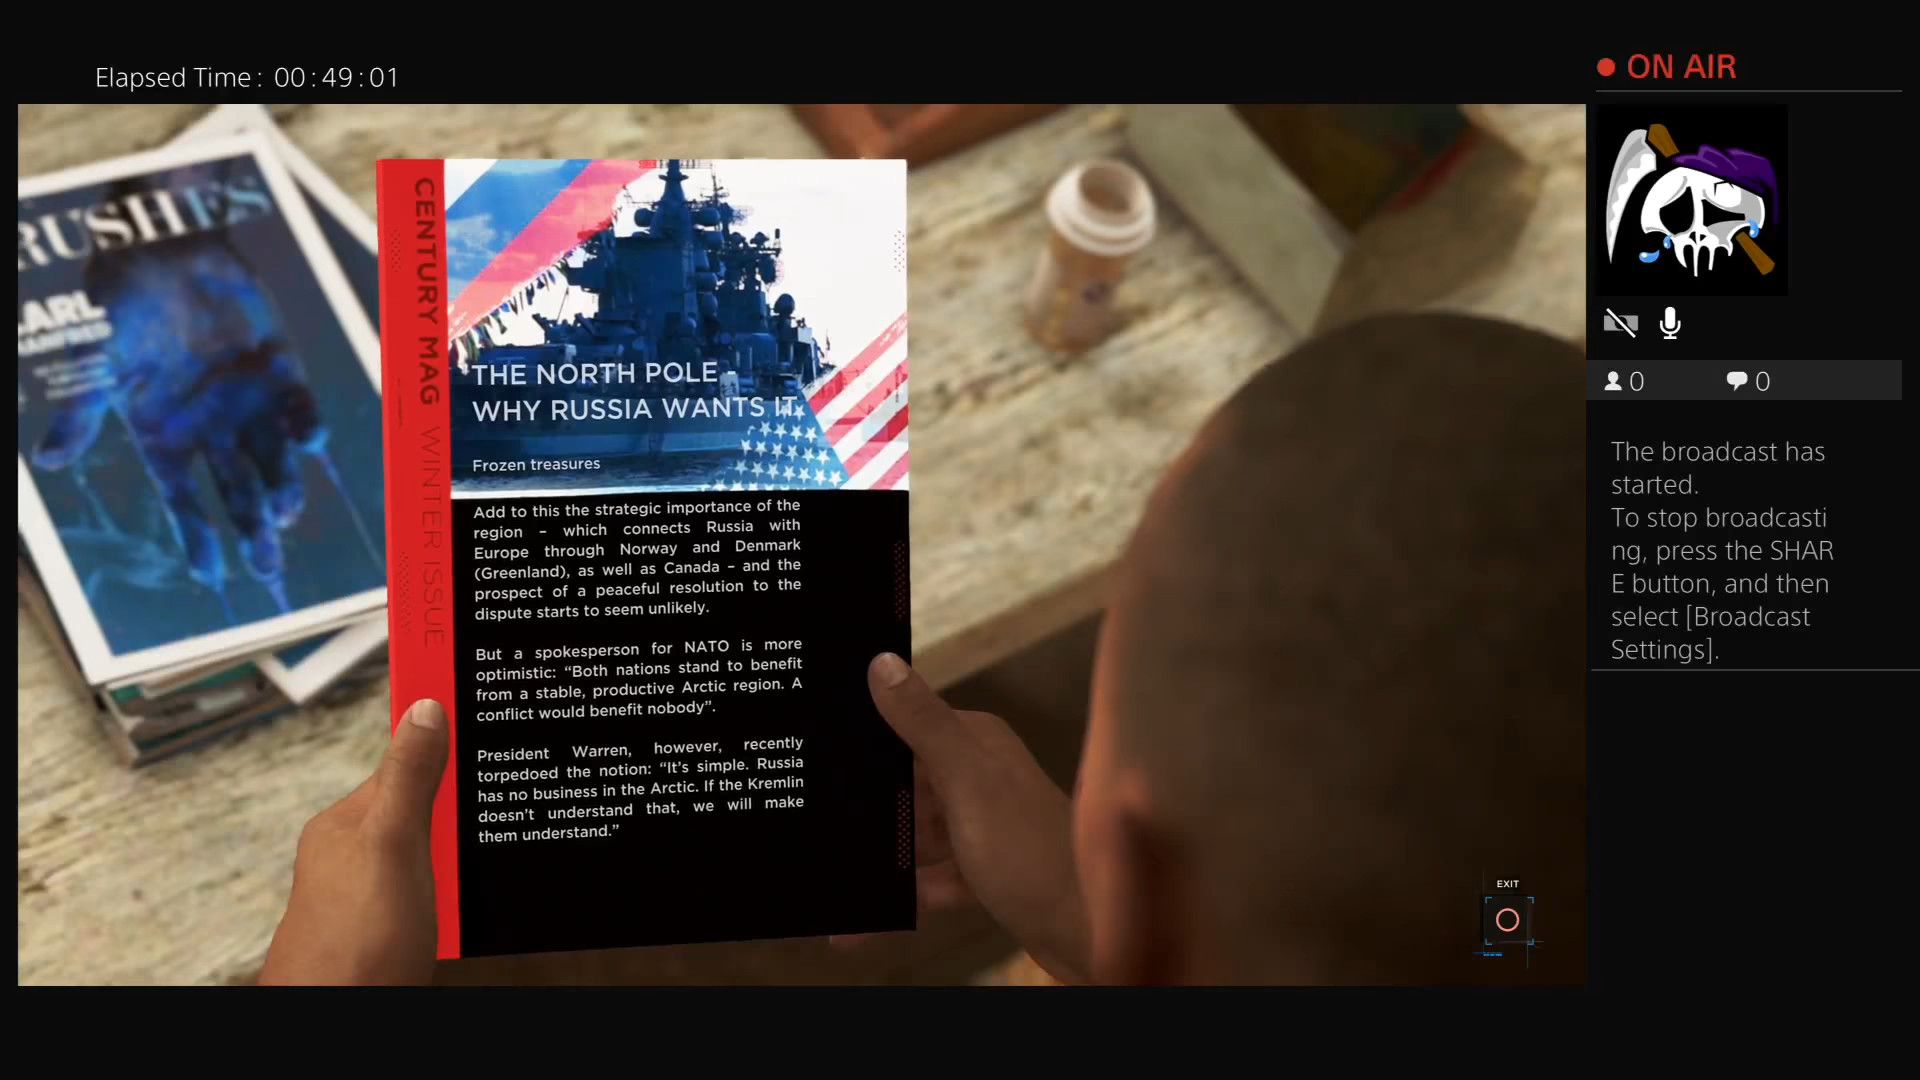 Elapsed Time: 00:49:01
ON AIR
RUSHES
CENTURY MAG WINTER ISSUE
THE NORTH POLE -
WHY RUSSIA WANTS IT
Frozen treasures
Add to this the strategic importance of the
region – which connects Russia with
Europe through Norway and Denmark
(Greenland), as well as Canada – and the
prospect of a peaceful resolution to the
dispute starts to seem unlikely.
But a spokesperson for NATO is more
optimistic: “Both nations stand to benefit
from a stable, productive Arctic region. A
conflict would benefit nobody”.
President Warren, however, recently
torpedoed the notion: “It’s simple. Russia
has no business in the Arctic. If the Kremlin
doesn’t understand that, we will make
them understand.”
EXIT
0
0
The broadcast has
started.
To stop broadcasti
ng, press the SHAR
E button, and then
select [Broadcast
Settings].